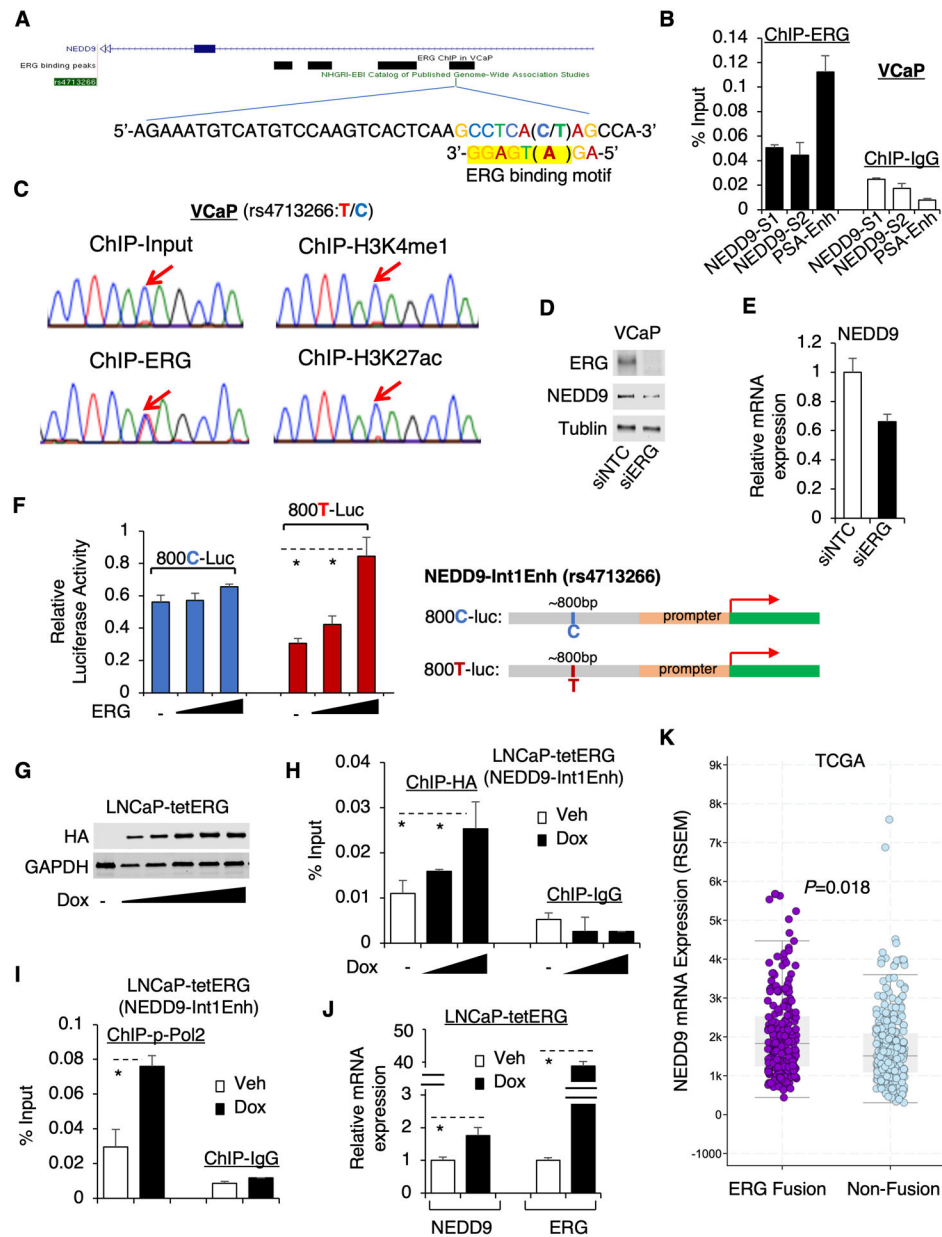 A
NEDD9
ERG ChIP in VCaP
ERG binding peaks
NHGRI-EBI Catalog of Published Genome-Wide Association Studies
rs4713266
5'-AGAAATGTCATGTCCAAGTCACTCAAGCCTCA(C/T)AGCCA-3'
3'-GGAGT(A )GA-5'
ERG binding motif
B
ChIP-ERG
VCaP
ChIP-IgG
% Input
0.14
0.12
0.1
0.08
0.06
0.04
0.02
0
NEDD9-S1
NEDD9-S2
PSA-Enh
NEDD9-S1
NEDD9-S2
PSA-Enh
C
VCaP (rs4713266:T/C)
ChIP-Input
ChIP-H3K4me1
ChIP-ERG
ChIP-H3K27ac
D
VCaP
ERG
NEDD9
Tublin
siNTC
siERG
E
NEDD9
Relative mRNA
expression
1.2
1
0.8
0.6
0.4
0.2
0
siNTC
siERG
F
800C-Luc
800T-Luc
Relative
Luciferase Activity
1
0.8
0.6
0.4
0.2
0
* *
ERG
-
-
NEDD9-Int1Enh (rs4713266)
800C-luc:
~800bp
C
prompter
800T-luc:
~800bp
T
prompter
G
LNCaP-tetERG
HA
GAPDH
Dox
-
H
LNCaP-tetERG
(NEDD9-Int1Enh)
ChIP-HA
Veh
Dox
ChIP-IgG
% Input
0.04
0.03
0.02
0.01
0
* *
Dox
-
-
I
LNCaP-tetERG
(NEDD9-Int1Enh)
ChIP-p-Pol2
Veh
Dox
ChIP-IgG
% Input
0.1
0.08
0.06
0.04
0.02
0
*
J
LNCaP-tetERG
Veh
Dox
Relative mRNA
expression
50
40
3
2
1
0
*
*
NEDD9
ERG
K
TCGA
P=0.018
NEDD9 mRNA Expression (RSEM)
9k
8k
7k
6k
5k
4k
3k
2k
1k
0
-1000
ERG Fusion
Non-Fusion